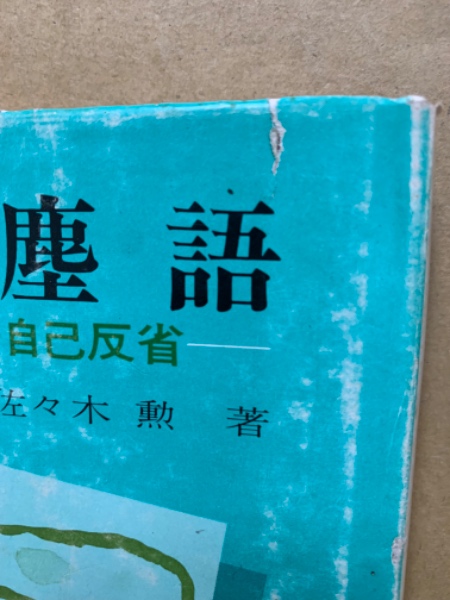 塵語
自己反省——
佐々木 勲 著